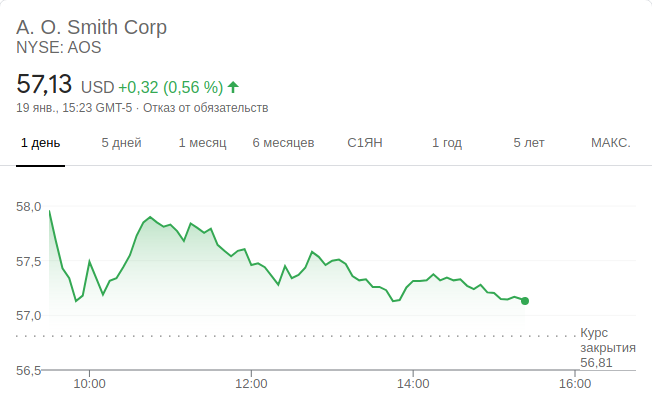 A. O. Smith Corp
NYSE: AOS
57,13 USD +0,32 (0,56 %)
19 янв., 15:23 GMT-5 · Отказ от обязательств
1 день 5 дней 1 месяц 6 месяцев С1ЯН 1 год 5 лет МАКС.
58,0
57,5
57,0
Курс
закрытия
56,81
56,5
10:00 12:00 14:00 16:00